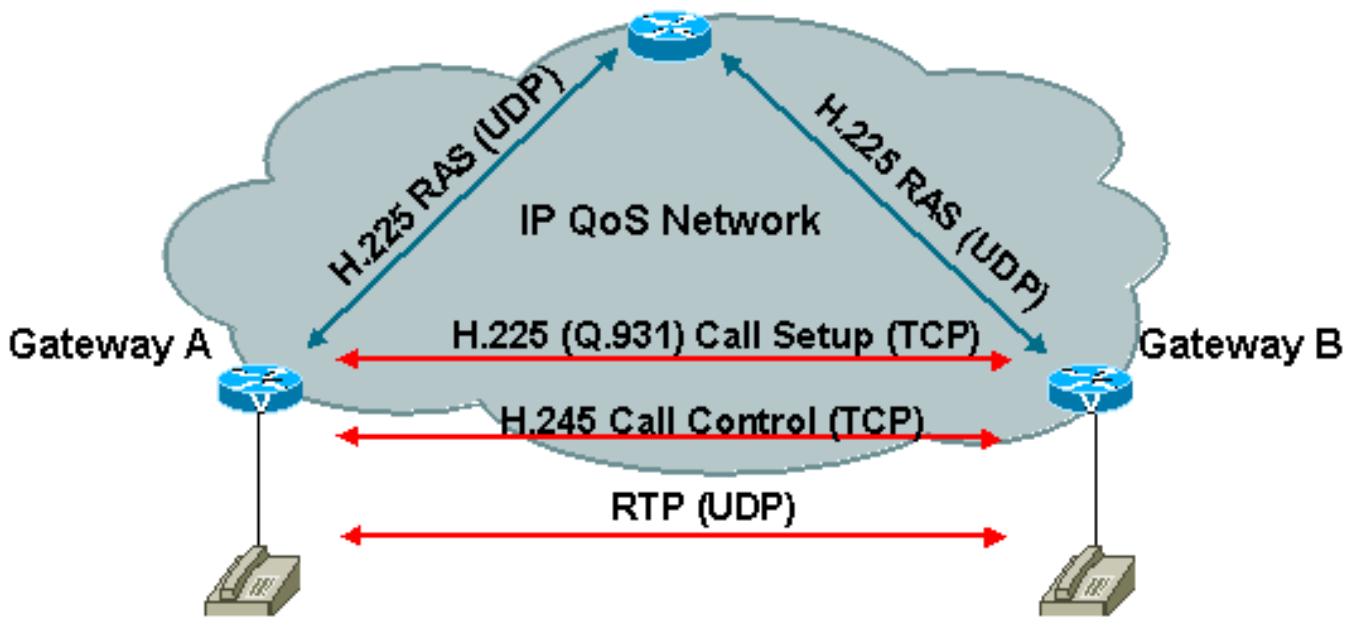 H.225 RAS (UDP)
H.225 RAS (UDP)
IP QoS Network
Gateway A
H.225 (Q.931) Call Setup (TCP)
Gateway B
V
V
H.245 Call Control (TCP)
RTP (UDP)